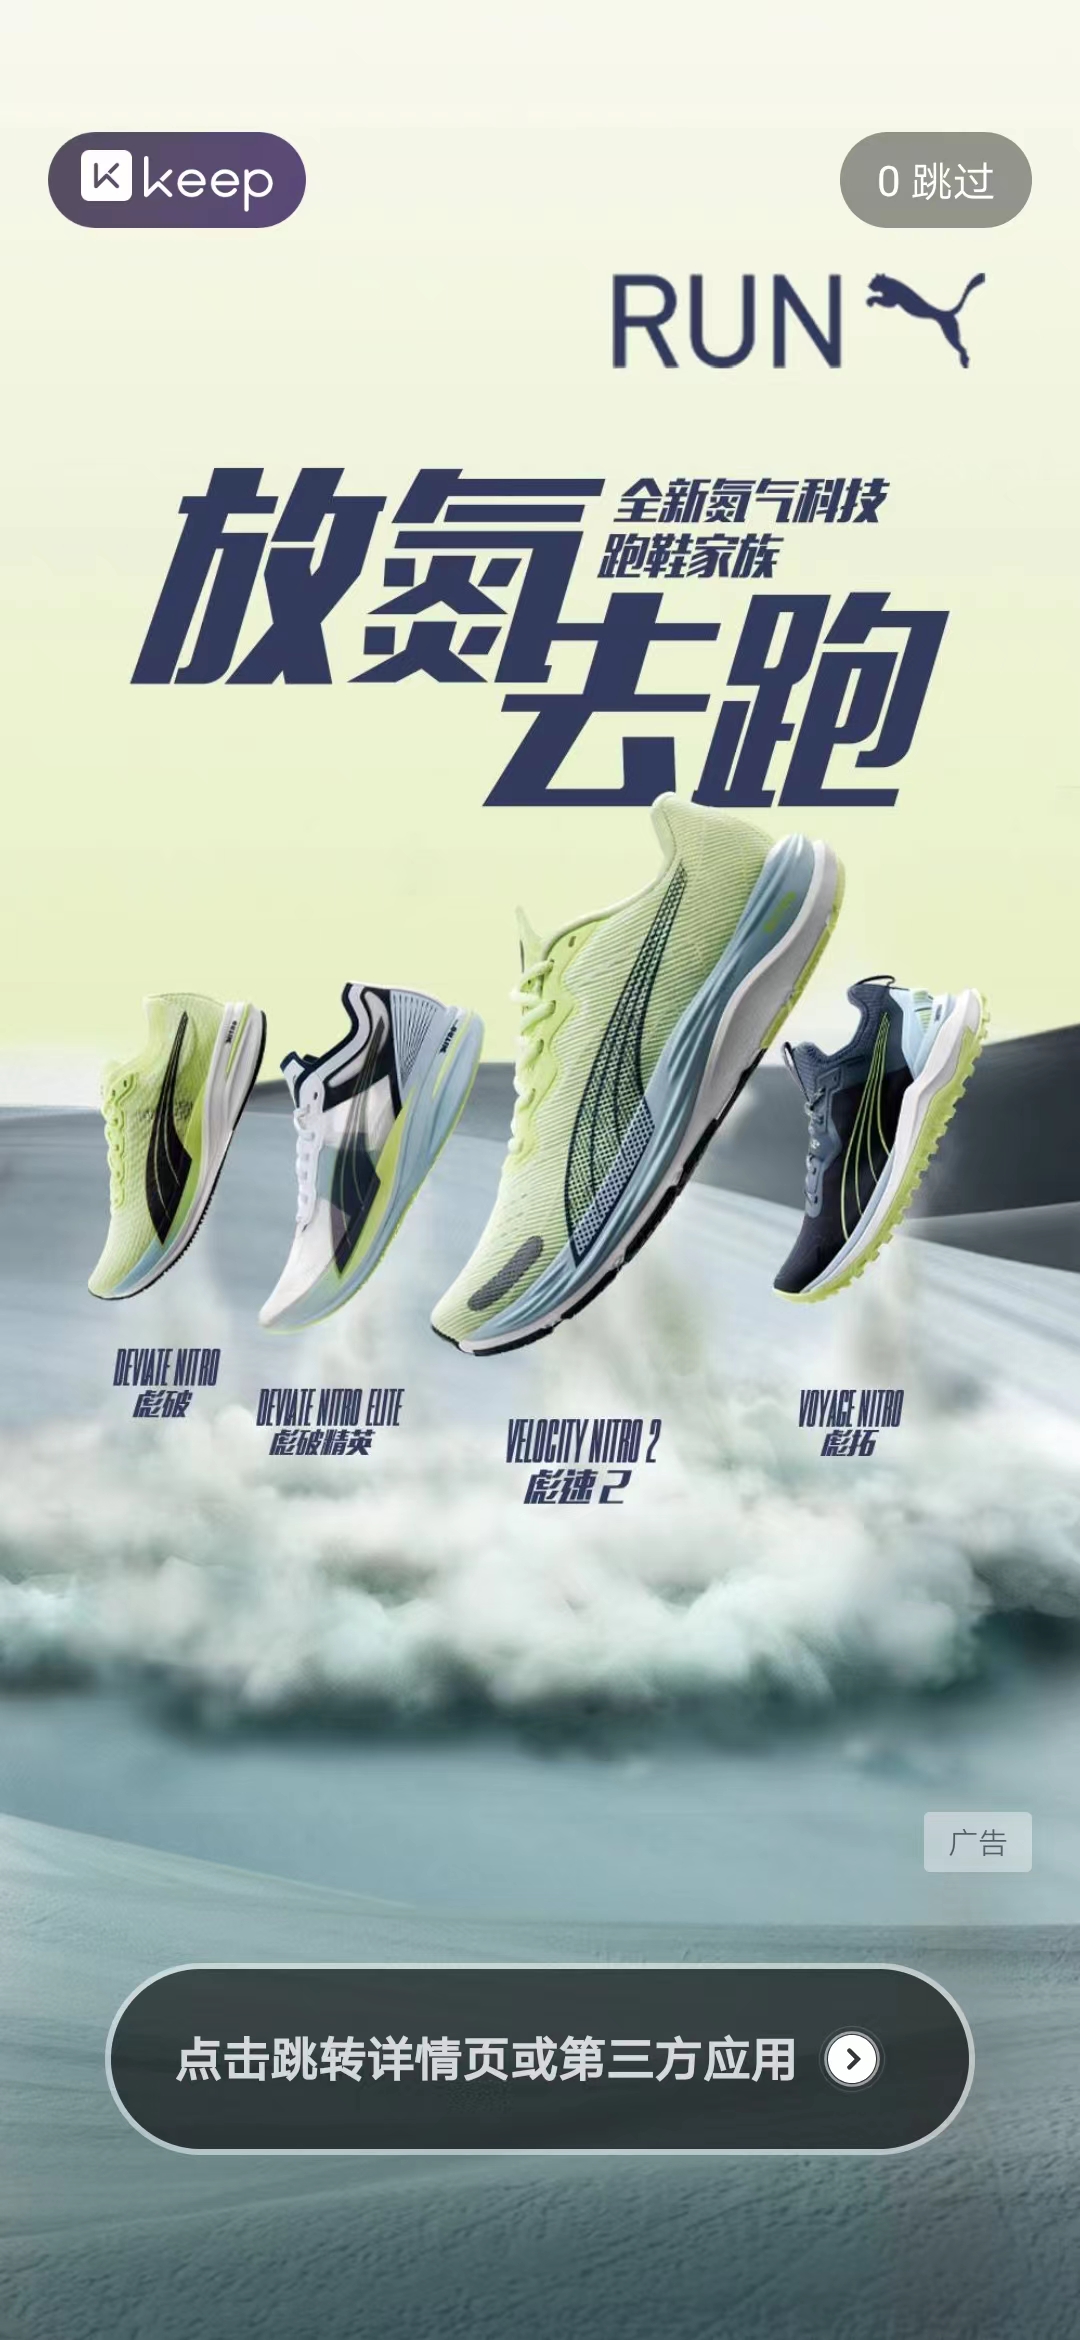 keep
0 跳过
RUN
放氮
全新氮气科技
跑鞋家族
去跑
NITRO
DEVIATE NITRO
彪破
DEVIATE NITRO ELITE
彪破精英
VELOCITY NITRO 2
彪速2
VOYAGE NITRO
彪拓
广告
点击跳转详情页或第三方应用